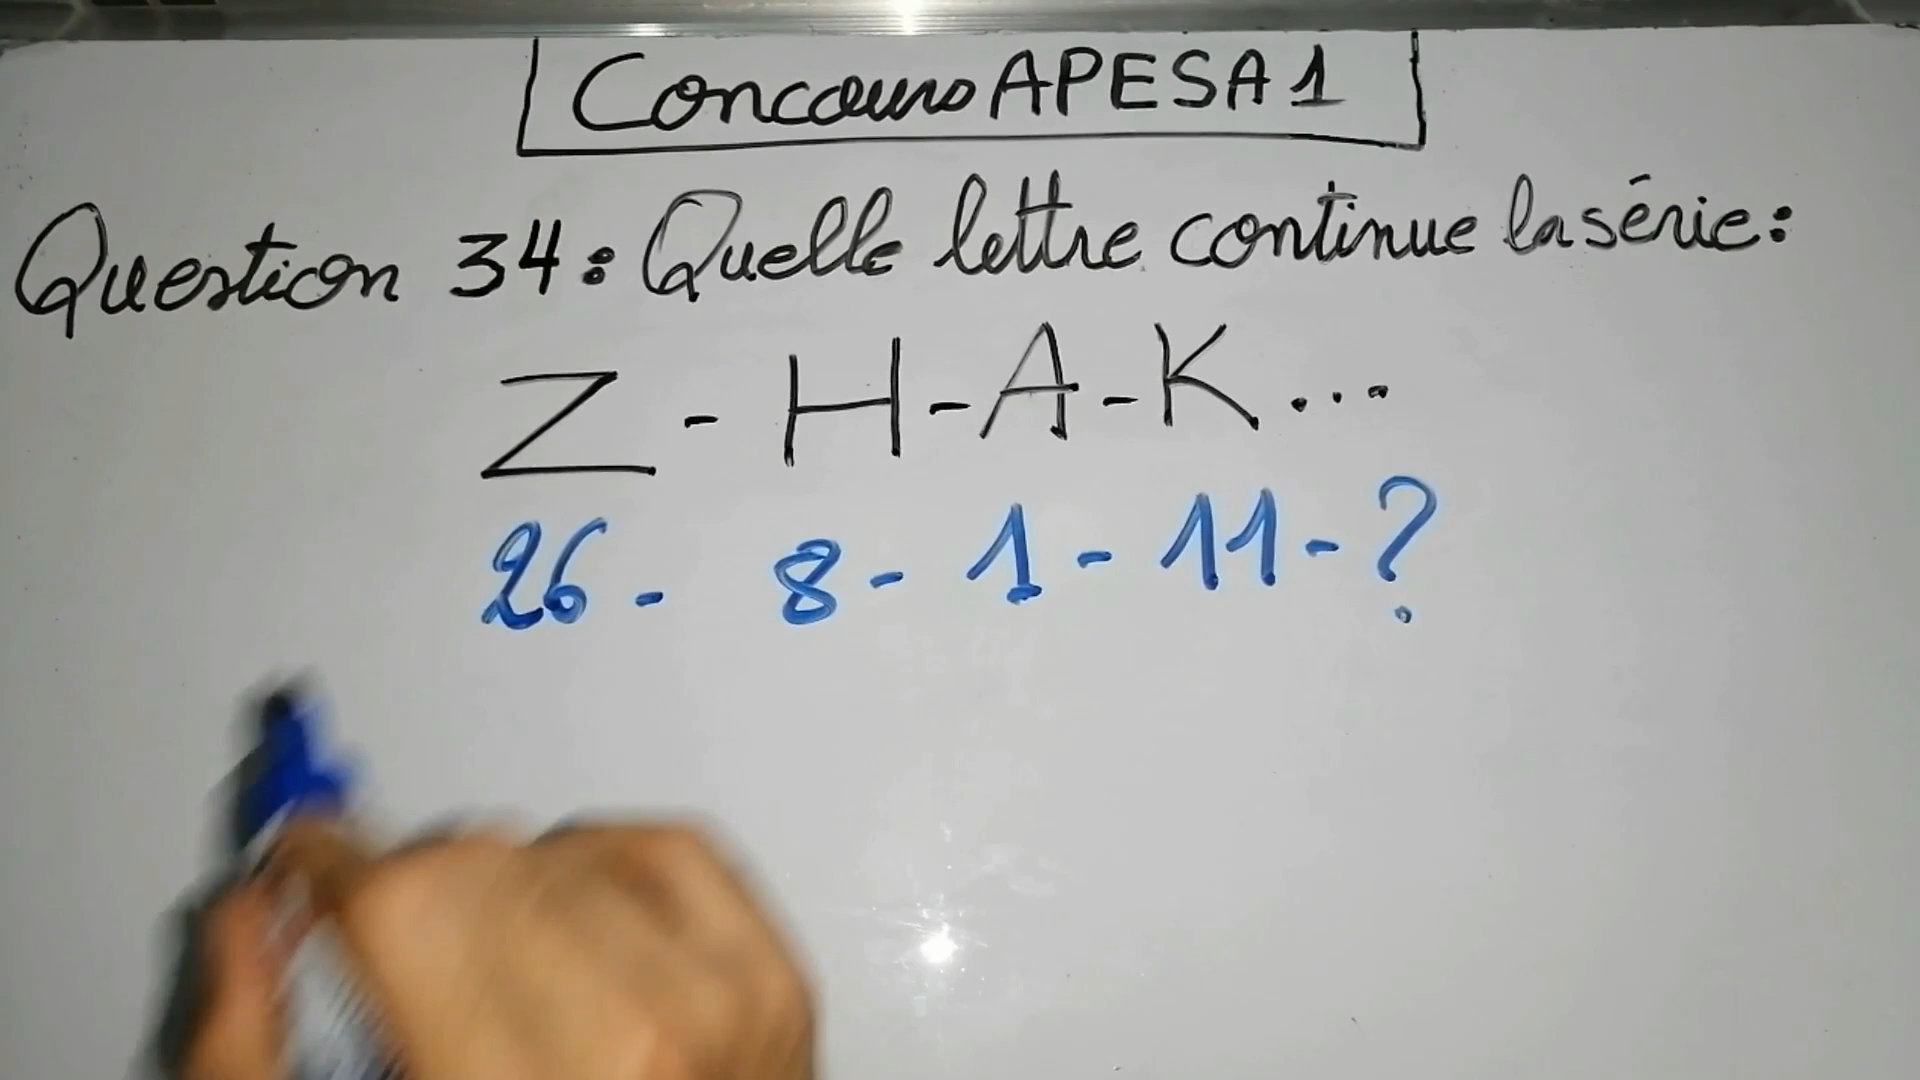 Concours APESA 1
Question 34 : Quelle lettre continue la série :
Z - H - A - K ...
26 - 8 - 1 - 11 - ?